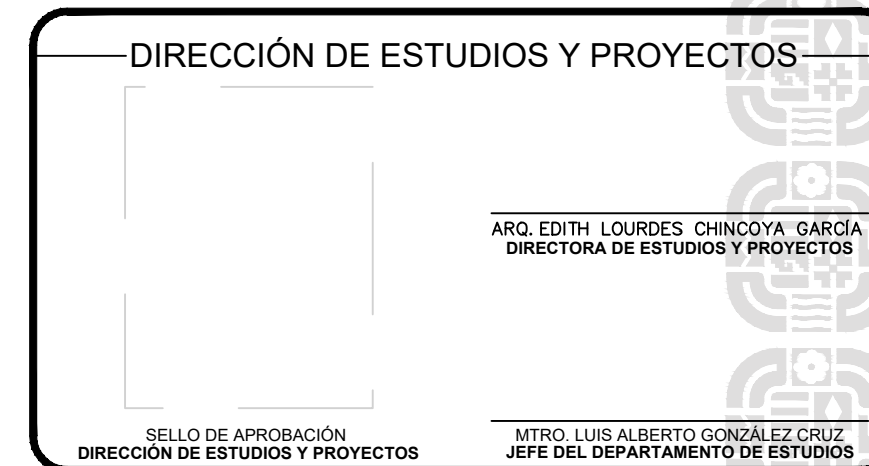 DIRECCIÓN DE ESTUDIOS Y PROYECTOS
ARQ. EDITH LOURDES CHINCOYA GARCÍA
DIRECTORA DE ESTUDIOS Y PROYECTOS
SELLO DE APROBACIÓN
DIRECCIÓN DE ESTUDIOS Y PROYECTOS
MTRO. LUIS ALBERTO GONZÁLEZ CRUZ
JEFE DEL DEPARTAMENTO DE ESTUDIOS